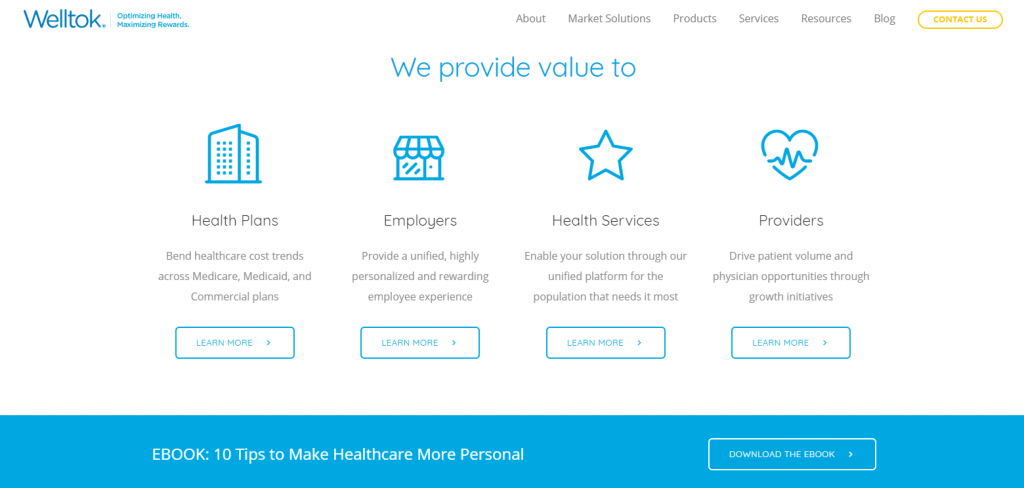 Welltok®
Optimizing Health,
Maximizing Rewards.
About Market Solutions Products Services Resources Blog CONTACT US
We provide value to
Health Plans
Bend healthcare cost trends
across Medicare, Medicaid, and
Commercial plans
LEARN MORE >
Employers
Provide a unified, highly
personalized and rewarding
employee experience
LEARN MORE >
Health Services
Enable your solution through our
unified platform for the
population that needs it most
LEARN MORE >
Providers
Drive patient volume and
physician opportunities through
growth initiatives
LEARN MORE >
EBOOK: 10 Tips to Make Healthcare More Personal
DOWNLOAD THE EBOOK >